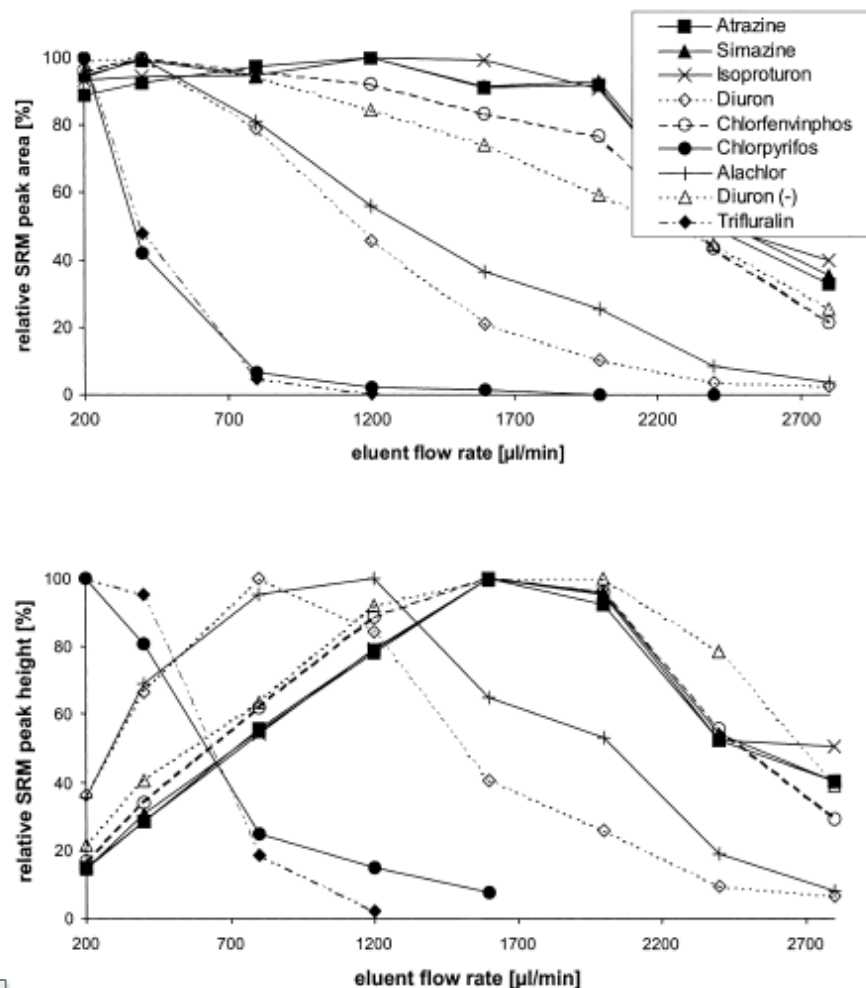 Atrazine
Simazine
Isoproturon
Diuron
Chlorfenvinphos
Chlorpyrifos
Alachlor
Diuron (-)
Trifluralin
relative SRM peak area [%]
100
80
60
40
20
0
200 700 1200 1700 2200 2700
eluent flow rate [µl/min]
relative SRM peak height [%]
100
80
60
40
20
0
200 700 1200 1700 2200 2700
eluent flow rate [µl/min]